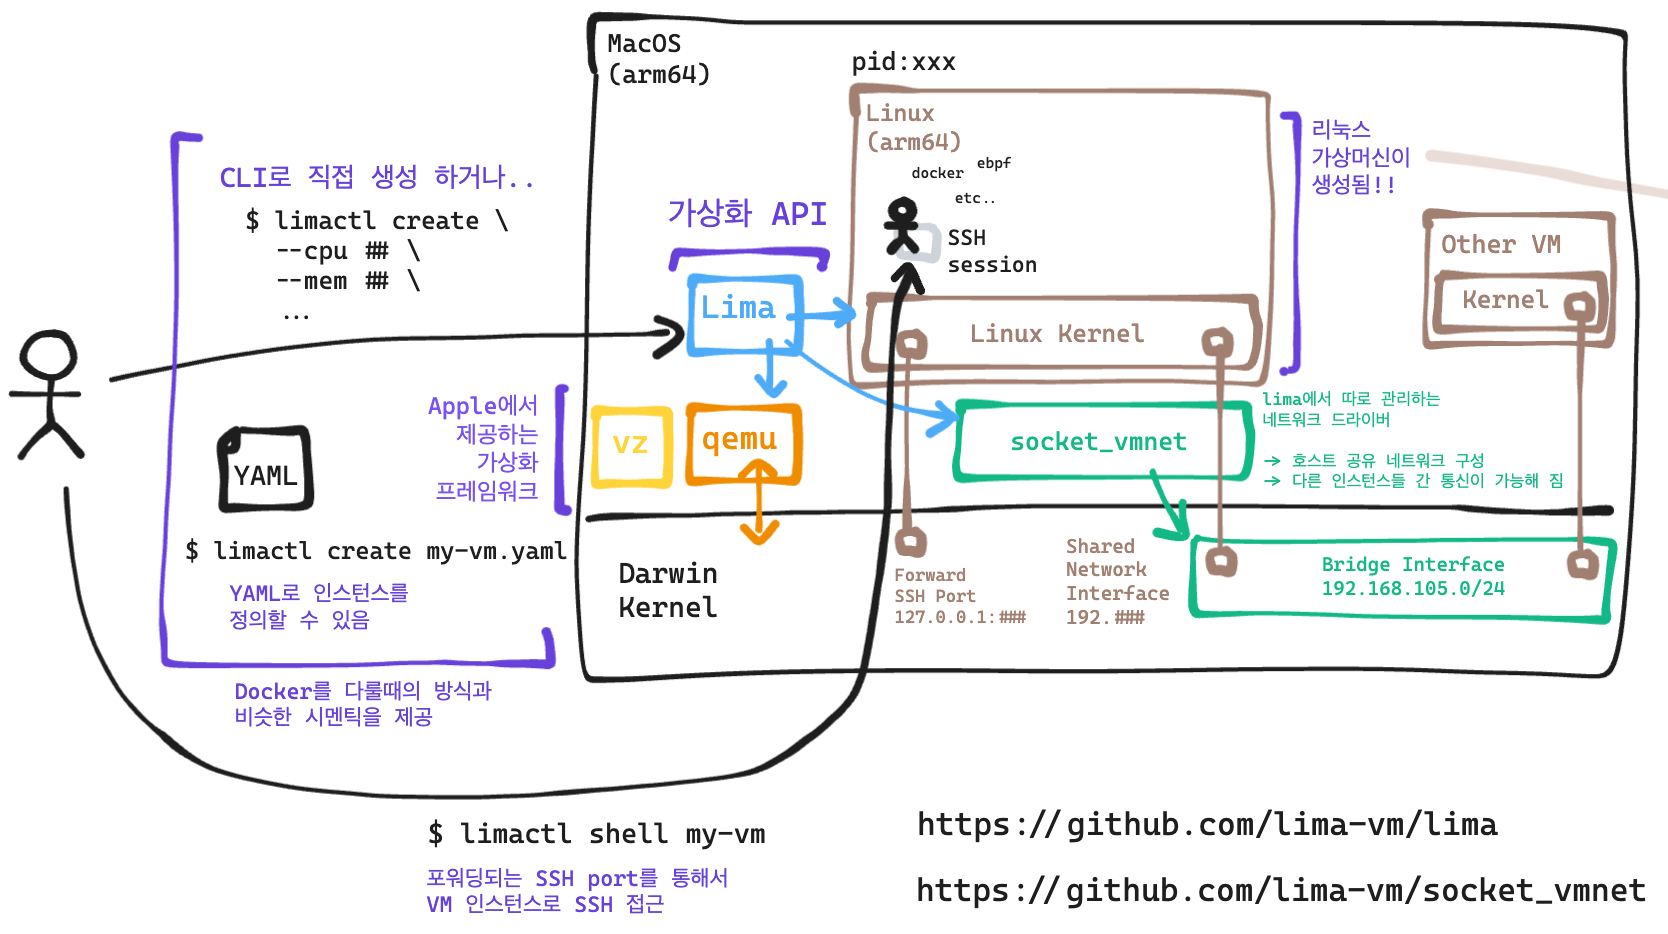 MacOS
(arm64)
pid:xxx
Linux
(arm64)
docker
ebpf
etc..
SSH
session
리눅스
가상머신이
생성됨!!
CLI로 직접 생성 하거나..
$ limactl create \
--cpu ## \
--mem ## \
...
가상화 API
Lima
Linux Kernel
Other VM
Kernel
Apple에서
제공하는
가상화
프레임워크
vz
qemu
socket_vmnet
lima에서 따로 관리하는
네트워크 드라이버
→ 호스트 공유 네트워크 구성
→ 다른 인스턴스들 간 통신이 가능해 짐
YAML
$ limactl create my-vm.yaml
YAML로 인스턴스를
정의할 수 있음
Docker를 다룰때의 방식과
비슷한 시멘틱을 제공
Darwin
Kernel
Forward
SSH Port
127.0.0.1:###
Shared
Network
Interface
192.###
Bridge Interface
192.168.105.0/24
$ limactl shell my-vm
포워딩되는 SSH port를 통해서
VM 인스턴스로 SSH 접근
https://github.com/lima-vm/lima
https://github.com/lima-vm/socket_vmnet